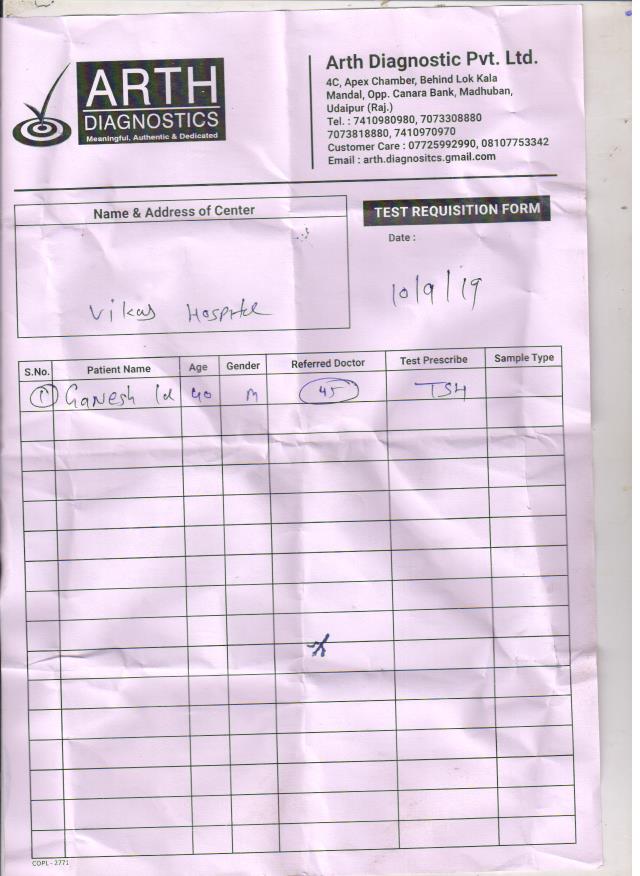 ARTH
DIAGNOSTICS
Meaningful, Authentic & Dedicated
Arth Diagnostic Pvt. Ltd.
4C, Apex Chamber, Behind Lok Kala
Mandal, Opp. Canara Bank, Madhuban,
Udaipur (Raj.)
Tel. : 7410980980, 7073308880
7073818880, 7410970970
Customer Care : 07725992990, 08107753342
Email : arth.diagnositcs.gmail.com
Name & Address of Center
TEST REQUISITION FORM
Date :
10/9/19
Vikas Hospital
S.No. Patient Name Age Gender Referred Doctor Test Prescribe Sample Type
1 Ganesh 40 M 45 TSH
COPL - 2771